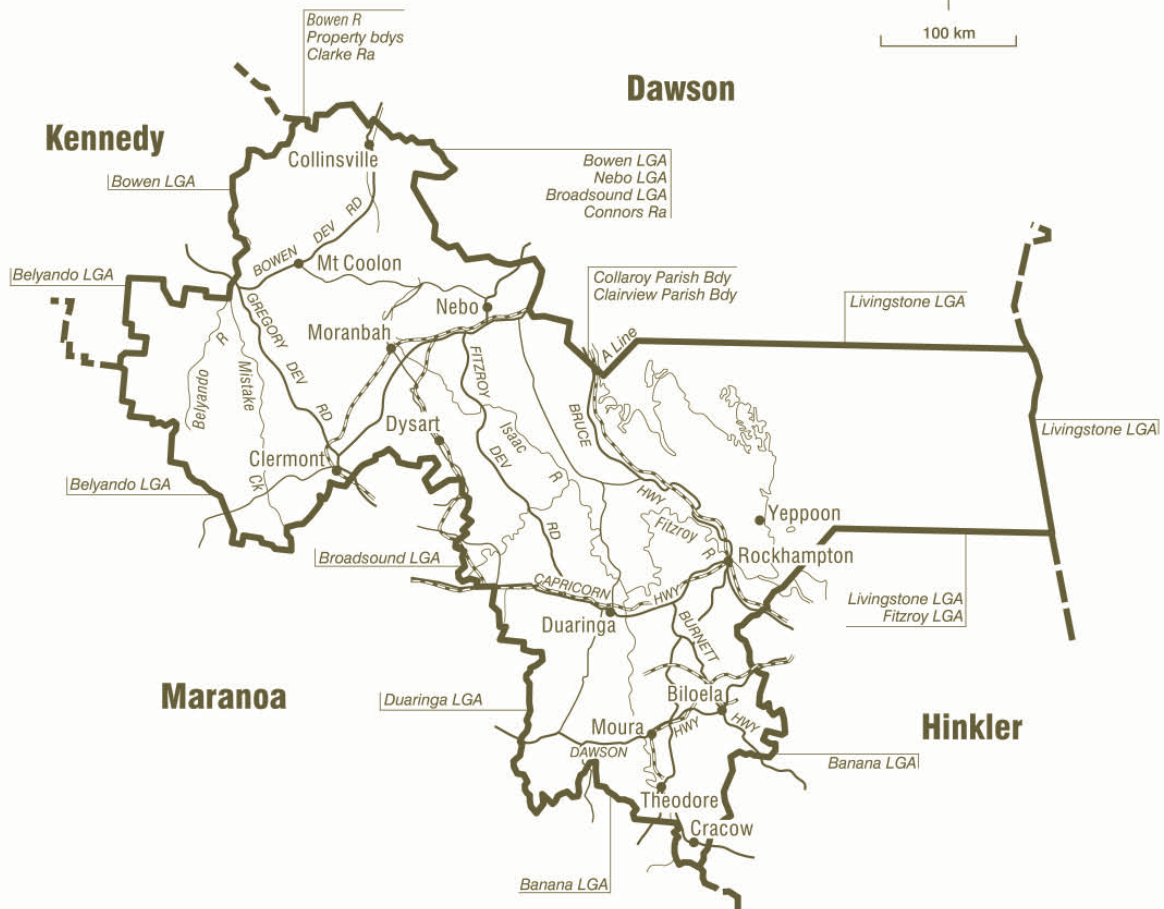 100 km
Bowen R
Property bdys
Clarke Ra
Dawson
Kennedy
Collinsville
Bowen LGA
Bowen LGA
Nebo LGA
Broadsound LGA
Connors Ra
BOWEN DEV RD
Mt Coolon
Belyando LGA
Collaroy Parish Bdy
Clairview Parish Bdy
Livingstone LGA
Nebo
GREGORY DEV RD
Moranbah
A Line
Belyando R
Mistake Ck
FITZROY DEV RD
BRUCE HWY
Isaac R
Dysart
Livingstone LGA
Clermont
Belyando LGA
Yeppoon
Fitzroy R
Rockhampton
Broadsound LGA
CAPRICORN HWY
Livingstone LGA
Fitzroy LGA
Duaringa
BURNETT HWY
Maranoa
Duaringa LGA
Biloela
Hinkler
Moura
HWY
DAWSON
Banana LGA
Theodore
Cracow
Banana LGA